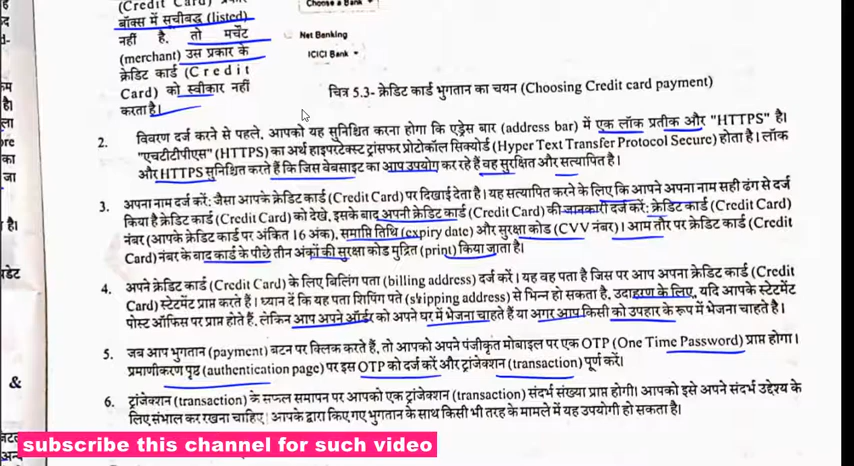 (Credit Card)
बॉक्स में सूचीबद्ध (listed)
नहीं है, तो मर्चेंट
(merchant) उस प्रकार के
क्रेडिट कार्ड (Credit
Card) को स्वीकार नहीं
करता है।
Choose a Bank
Net Banking
ICICI Bank
चित्र 5.3- क्रेडिट कार्ड भुगतान का चयन (Choosing Credit card payment)
2. विवरण दर्ज करने से पहले, आपको यह सुनिश्चित करना होगा कि एड्रेस बार (address bar) में एक लॉक प्रतीक और "HTTPS" है।
"एचटीटीपीएस" (HTTPS) का अर्थ हाइपरटेक्स्ट ट्रांसफर प्रोटोकॉल सिक्योर्ड (Hyper Text Transfer Protocol Secure) होता है। लॉक
और HTTPS सुनिश्चित करते हैं कि जिस वेबसाइट का आप उपयोग कर रहे हैं वह सुरक्षित और सत्यापित है।
3. अपना नाम दर्ज करें: जैसा आपके क्रेडिट कार्ड (Credit Card) पर दिखाई देता है। यह सत्यापित करने के लिए कि आपने अपना नाम सही ढंग से दर्ज
किया है क्रेडिट कार्ड (Credit Card) को देखे, इसके बाद अपनी क्रेडिट कार्ड (Credit Card) की जानकारी दर्ज करें: क्रेडिट कार्ड (Credit Card)
नंबर (आपके क्रेडिट कार्ड पर अंकित 16 अंक), समाप्ति तिथि (expiry date) और सुरक्षा कोड (CVV नंबर)। आम तौर पर क्रेडिट कार्ड (Credit
Card) नंबर के बाद कार्ड के पीछे तीन अंकों की सुरक्षा कोड मुद्रित (print) किया जाता है।
4. अपने क्रेडिट कार्ड (Credit Card) के लिए बिलिंग पता (billing address) दर्ज करें। यह वह पता है जिस पर आप अपना क्रेडिट कार्ड (Credit
Card) स्टेटमेंट प्राप्त करते हैं। ध्यान दें कि यह पता शिपिंग पते (shipping address) से भिन्न हो सकता है, उदाहरण के लिए, यदि आपके स्टेटमेंट
पोस्ट ऑफिस पर प्राप्त होते हैं, लेकिन आप अपने ऑर्डर को अपने घर में भेजना चाहते हैं या अगर आप किसी को उपहार के रूप में भेजना चाहते है।
5. जब आप भुगतान (payment) बटन पर क्लिक करते हैं, तो आपको अपने पंजीकृत मोबाइल पर एक OTP (One Time Password) प्राप्त होगा।
प्रमाणीकरण पृष्ठ (authentication page) पर इस OTP को दर्ज करें और ट्रांजेक्शन (transaction) पूर्ण करें।
6. ट्रांजेक्शन (transaction) के सफल समापन पर आपको एक ट्रांजेक्शन (transaction) संदर्भ संख्या प्राप्त होगी। आपको इसे अपने संदर्भ उद्देश्य के
लिए संभाल कर रखना चाहिए। आपके द्वारा किए गए भुगतान के साथ किसी भी तरह के मामले में यह उपयोगी हो सकता है।
&
subscribe this channel for such video